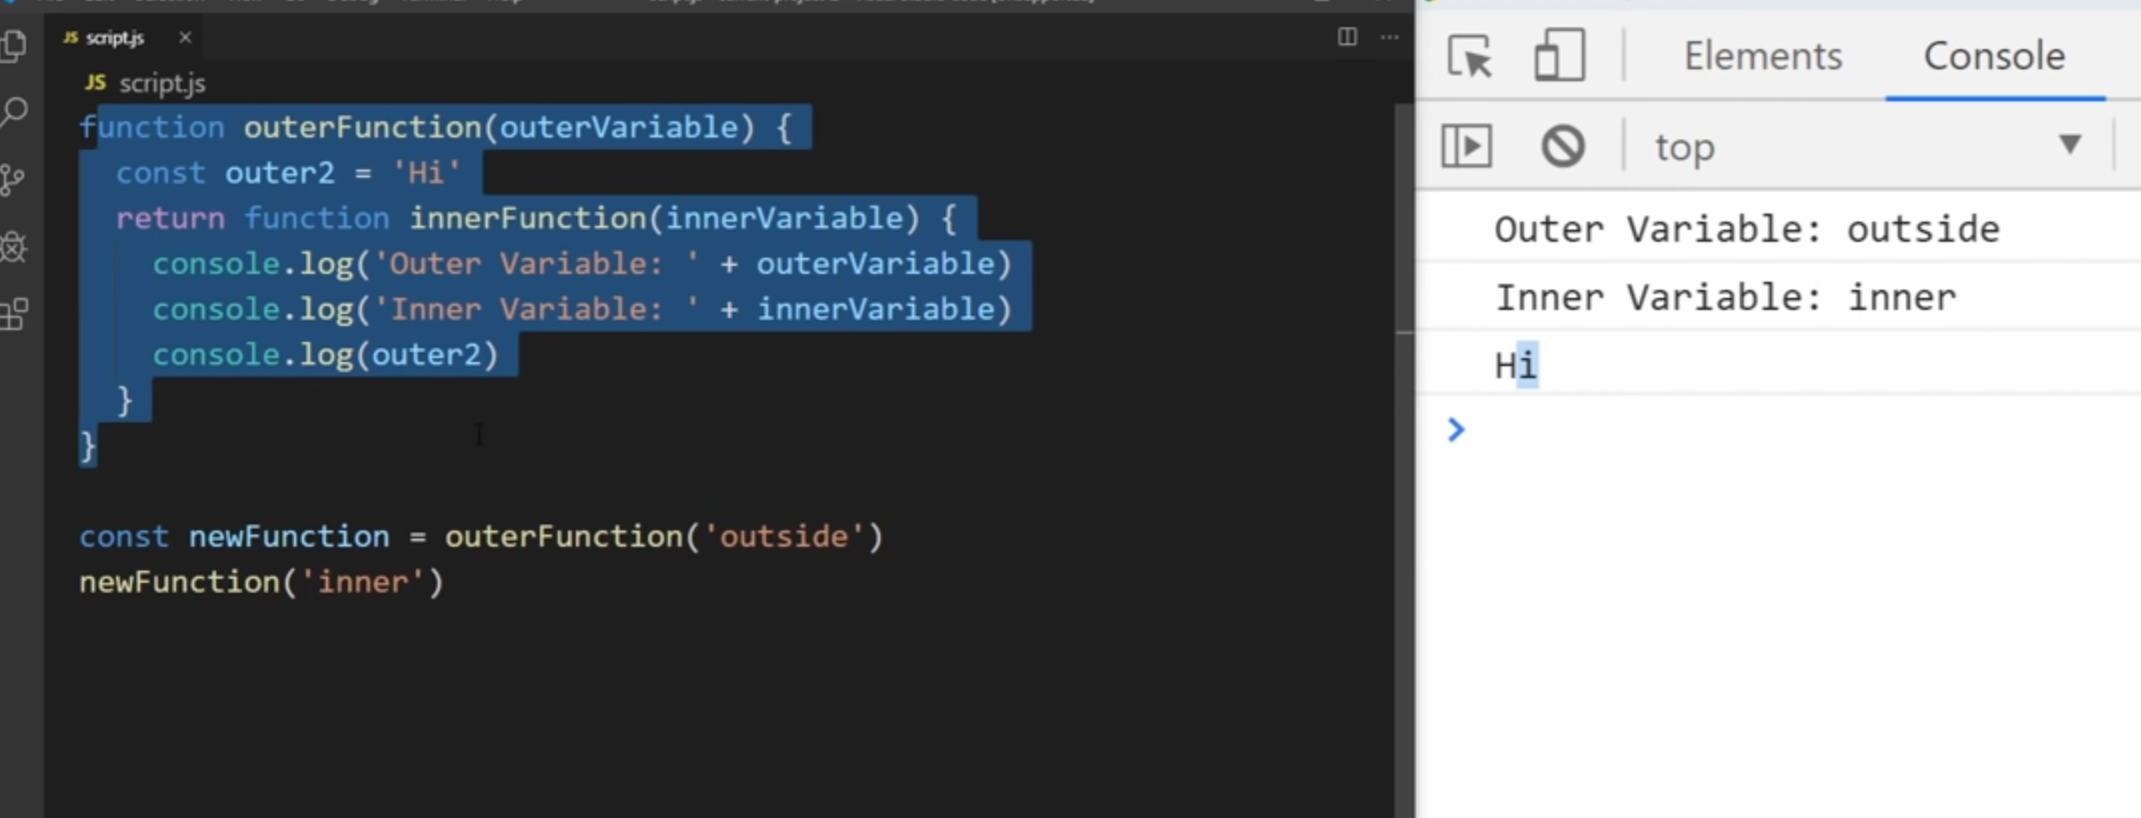 script.js
script.js
function outerFunction(outerVariable) {
const outer2 = 'Hi'
return function innerFunction(innerVariable) {
console.log('Outer Variable: ' + outerVariable)
console.log('Inner Variable: ' + innerVariable)
console.log(outer2)
}
}
const newFunction = outerFunction('outside')
newFunction('inner')
Elements Console
top
Outer Variable: outside
Inner Variable: inner
Hi